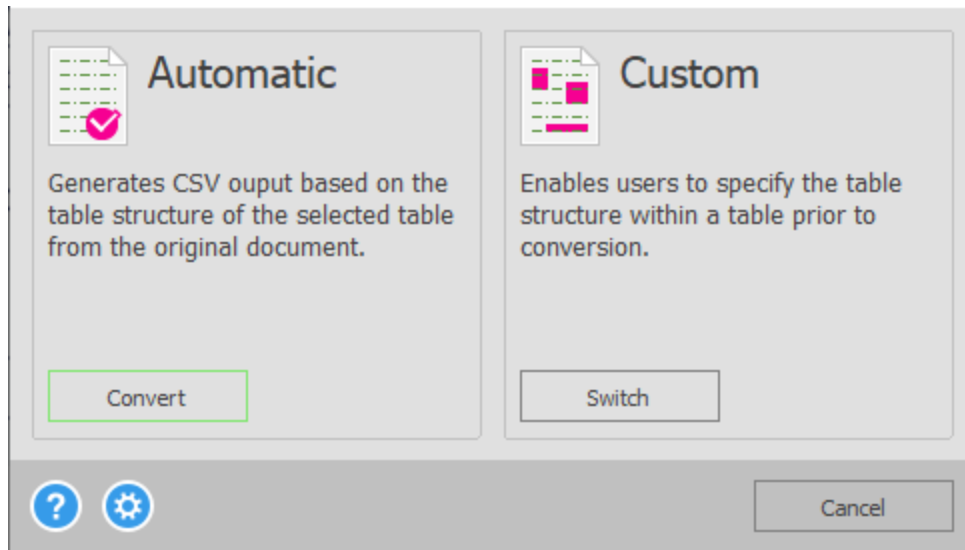 Automatic
Generates CSV ouput based on the
table structure of the selected table
from the original document.
Convert
Custom
Enables users to specify the table
structure within a table prior to
conversion.
Switch
?
Cancel